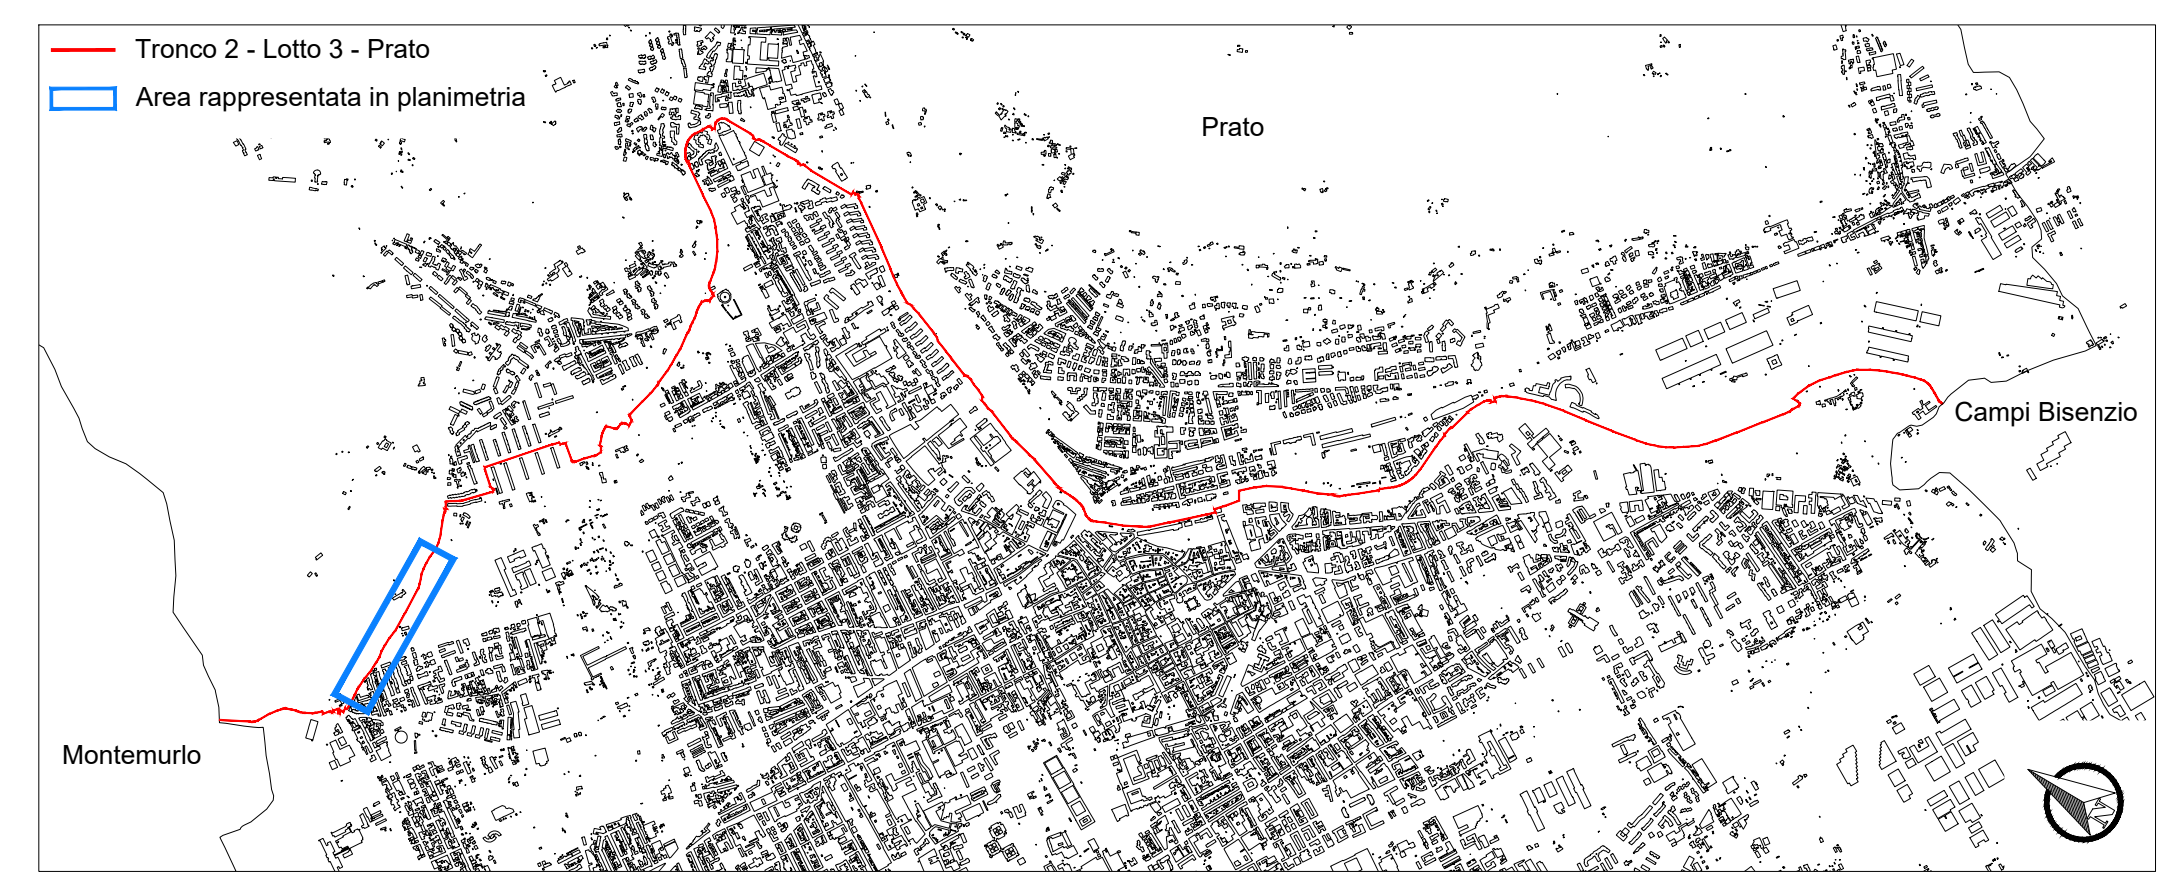 Tronco 2 - Lotto 3 - Prato
Area rappresentata in planimetria
Prato
Campi Bisenzio
Montemurlo
N